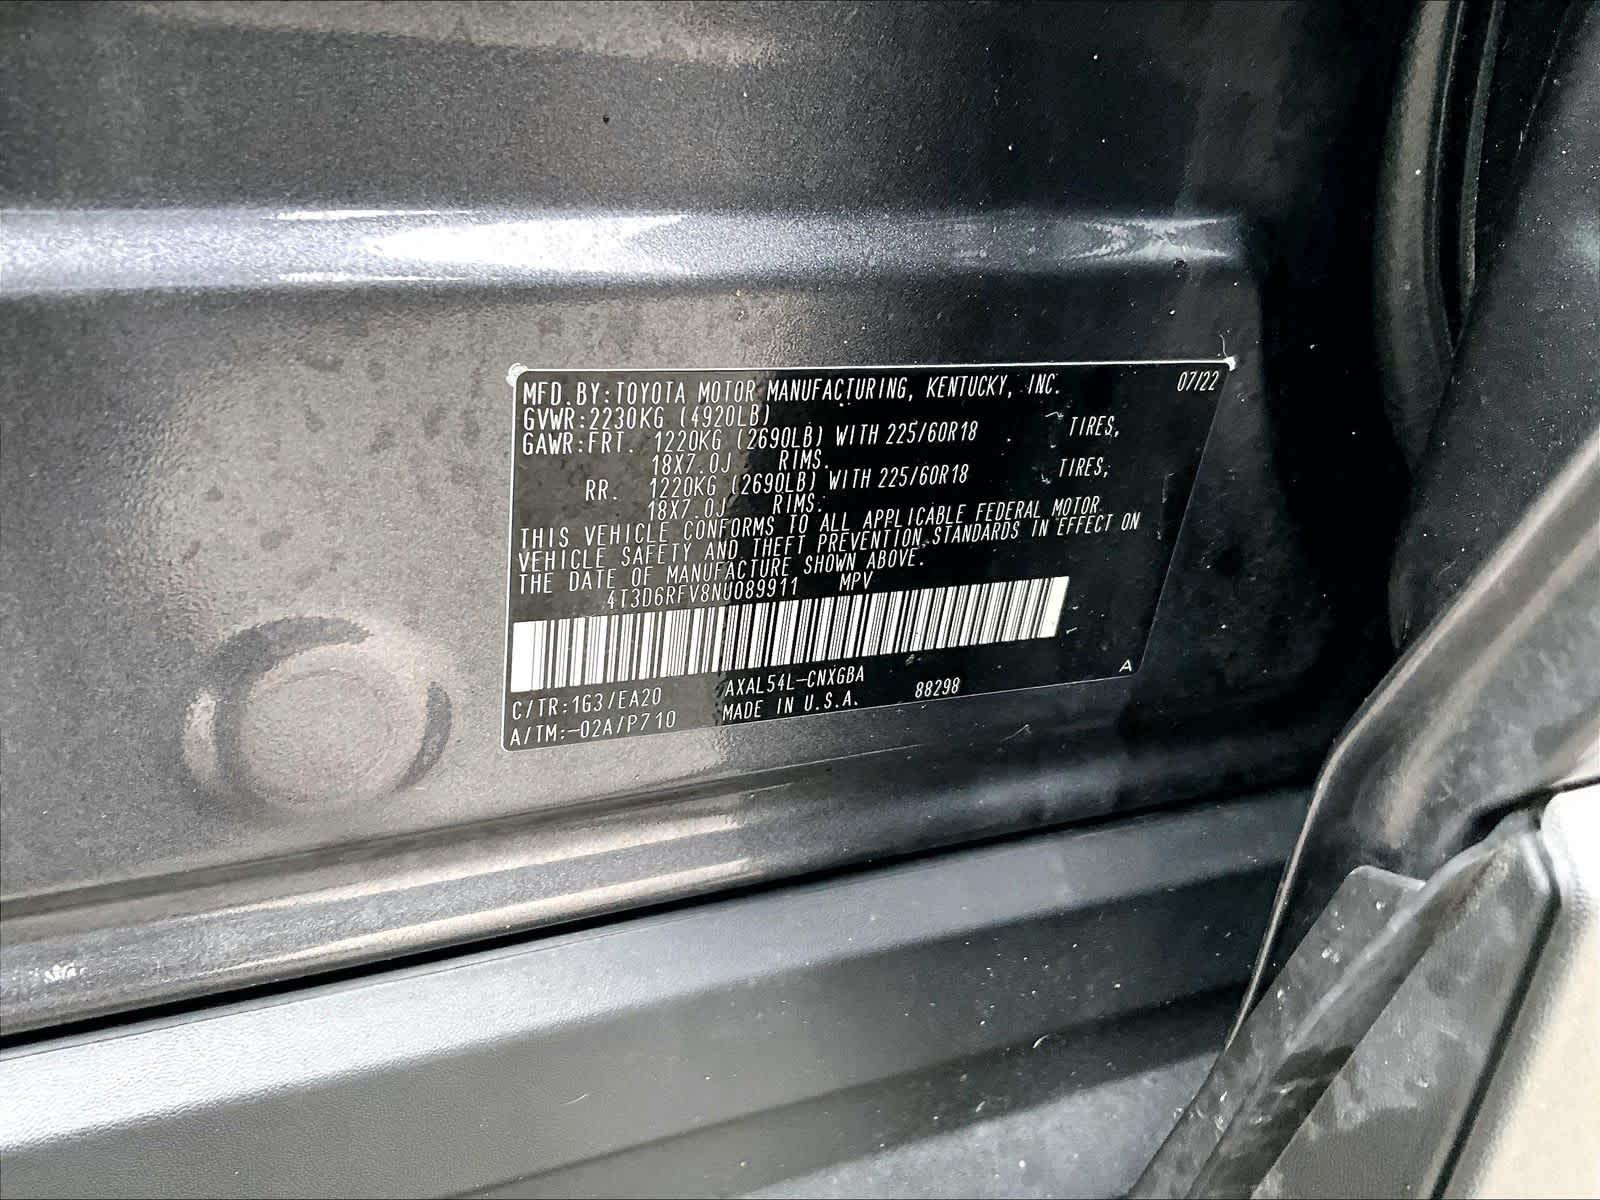 MFD. BY: TOYOTA MOTOR MANUFACTURING, KENTUCKY, INC. 07/22
GVWR: 2230KG (4920LB)
GAWR: FRT. 1220KG (2690LB) WITH 225/60R18 TIRES,
18X7.0J RIMS.
RR. 1220KG (2690LB) WITH 225/60R18 TIRES,
18X7.0J RIMS.
THIS VEHICLE CONFORMS TO ALL APPLICABLE FEDERAL MOTOR
VEHICLE SAFETY AND THEFT PREVENTION STANDARDS IN EFFECT ON
THE DATE OF MANUFACTURE SHOWN ABOVE.
4T3D6RFV8NU089911 MPV
C/TR: 1G3/EA20 AXAL54L-CNXGBA A
A/TM: -02A/P710 MADE IN U.S.A. 88298